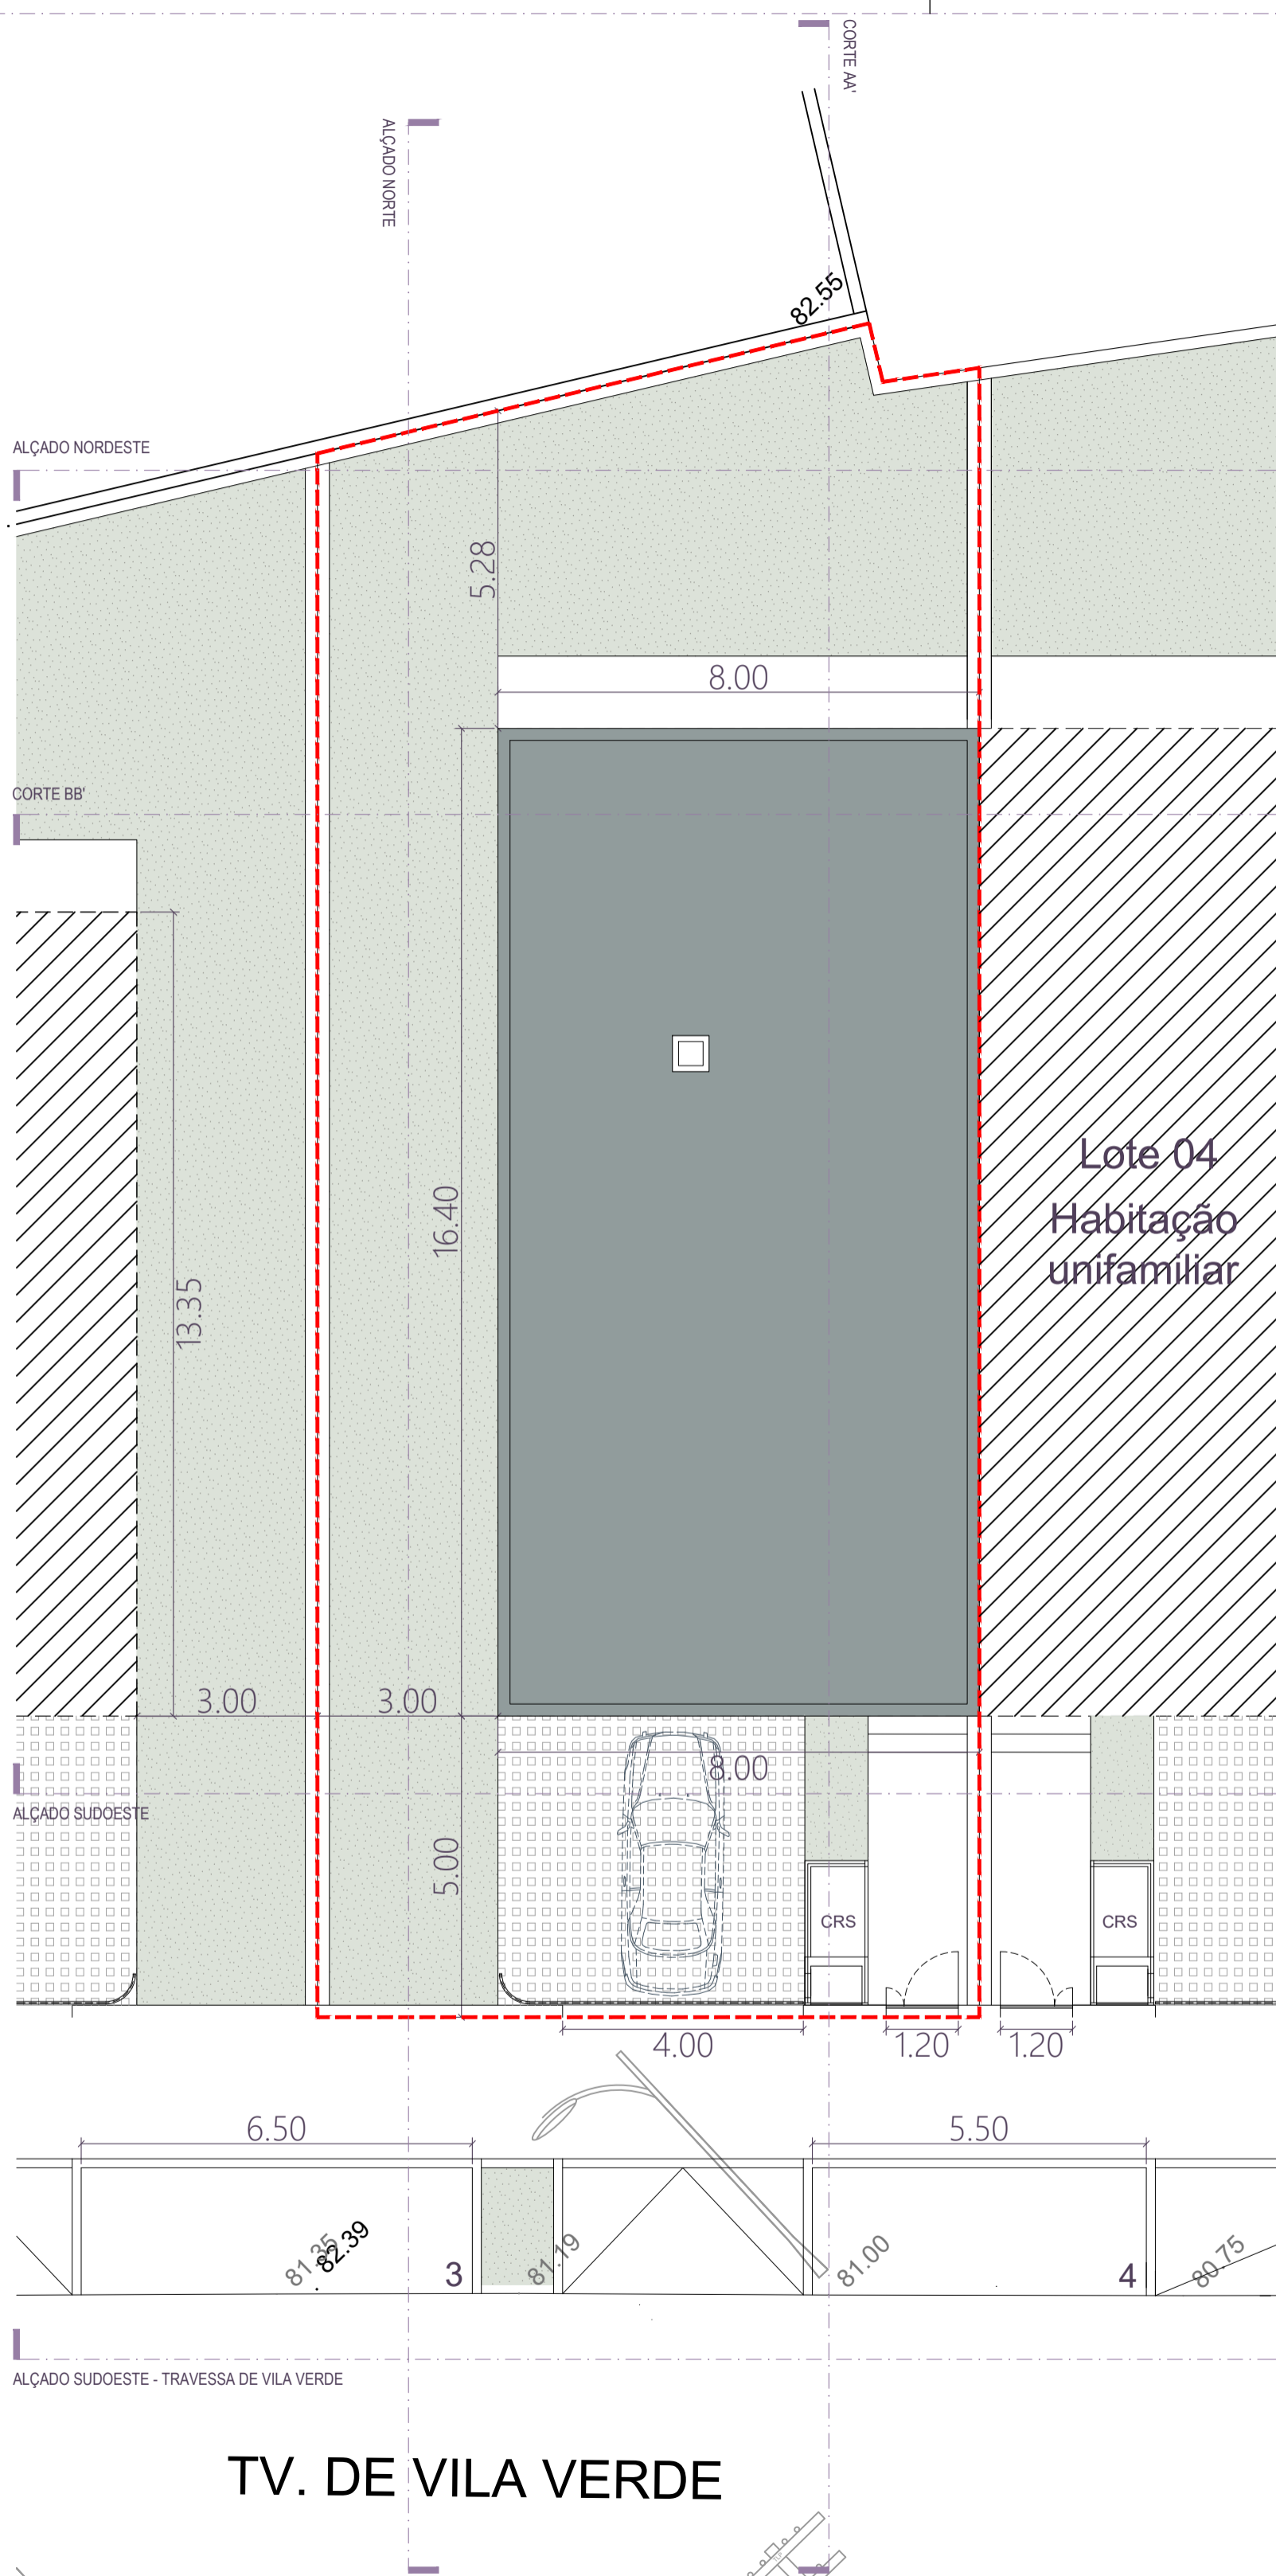 CORTE AA'
ALÇADO NORTE
82.55
ALÇADO NORDESTE
5.28
8.00
CORTE BB'
Lote 04
Habitação
unifamiliar
16.40
13.35
3.00
3.00
8.00
ALÇADO SUDOESTE
5.00
CRS
CRS
4.00
1.20
1.20
6.50
5.50
81.35
82.39
3
81.19
81.00
4
80.75
ALÇADO SUDOESTE - TRAVESSA DE VILA VERDE
TV. DE VILA VERDE